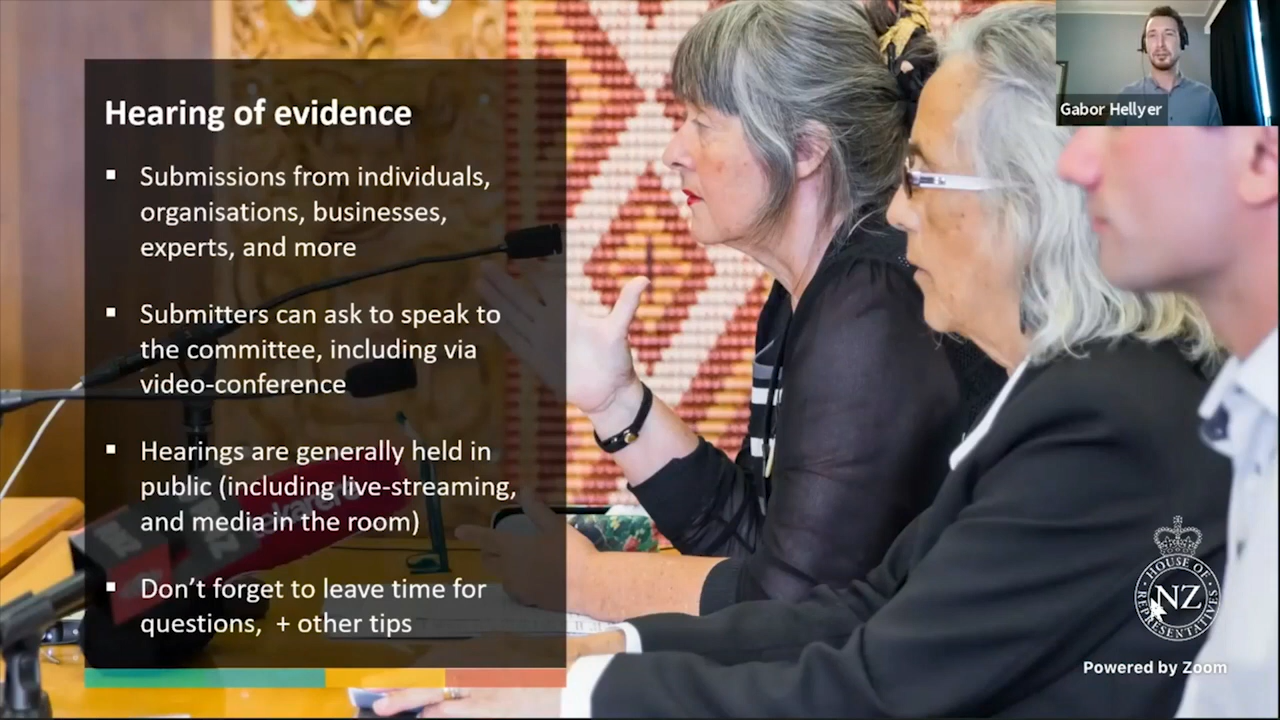 Hearing of evidence
▪ Submissions from individuals,
organisations, businesses,
experts, and more
▪ Submitters can ask to speak to
the committee, including via
video-conference
▪ Hearings are generally held in
public (including live-streaming,
and media in the room)
▪ Don't forget to leave time for
questions,  + other tips
Gabor Hellyer
HOUSE OF
NZ
REPRESENTATIVES
Powered by Zoom